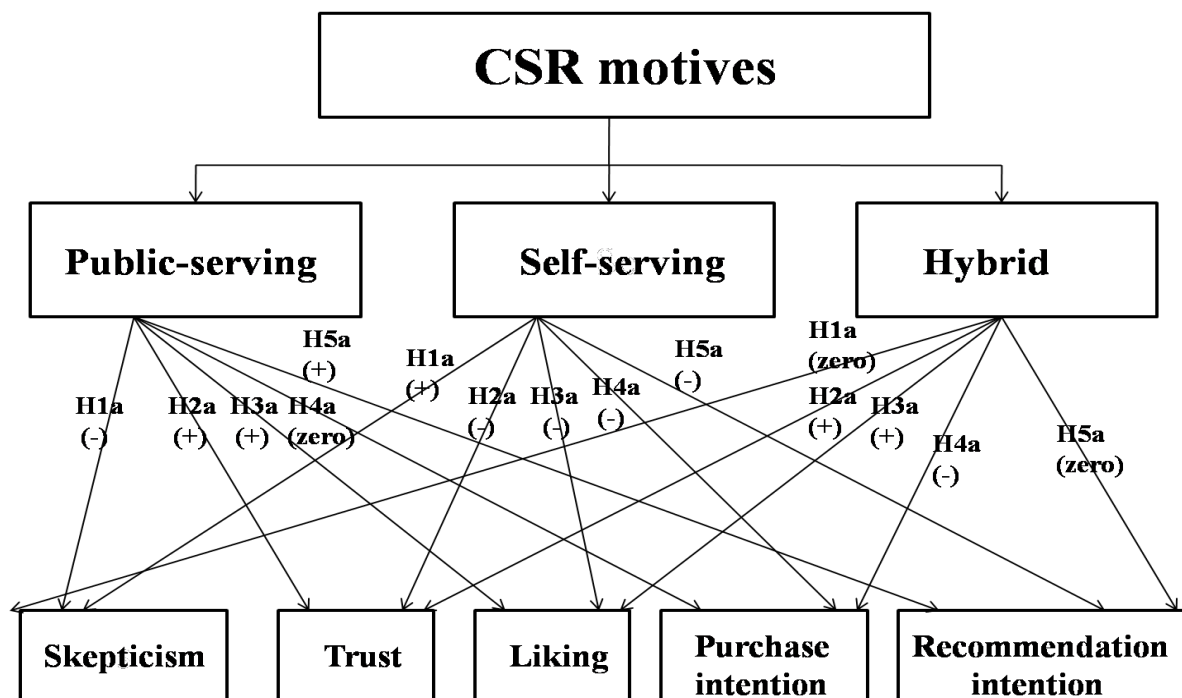 CSR motives
Public-serving
Self-serving
Hybrid
H1a
(-)
H2a
(+)
H3a
(+)
H4a
(zero)
H5a
(+)
H1a
(+)
H2a
(-)
H3a
(-)
H4a
(-)
H5a
(-)
H1a
(zero)
H2a
(+)
H3a
(+)
H4a
(-)
H5a
(zero)
Skepticism
Trust
Liking
Purchase
intention
Recommendation
intention